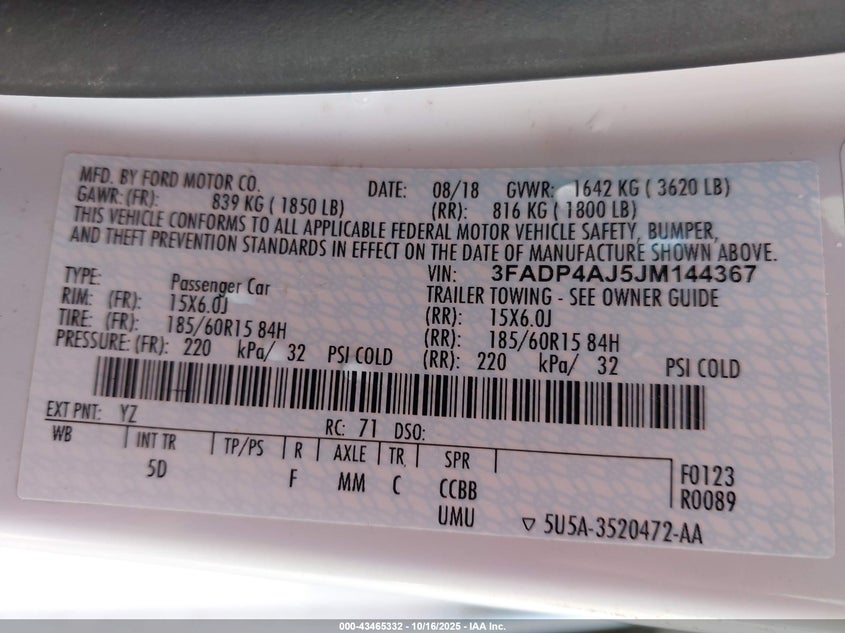 MFD. BY FORD MOTOR CO. DATE: 08/18 GVWR: 1642 KG ( 3620 LB)
GAWR: (FR): 839 KG ( 1850 LB) (RR): 816 KG ( 1800 LB)
THIS VEHICLE CONFORMS TO ALL APPLICABLE FEDERAL MOTOR VEHICLE SAFETY, BUMPER,
AND THEFT PREVENTION STANDARDS IN EFFECT ON THE DATE OF MANUFACTURE SHOWN ABOVE.
VIN: 3FADP4AJ5JM144367
TYPE: Passenger Car TRAILER TOWING - SEE OWNER GUIDE
RIM: (FR): 15X6.0J (RR): 15X6.0J
TIRE: (FR): 185/60R15 84H (RR): 185/60R15 84H
PRESSURE: (FR): 220 kPa/ 32 PSI COLD (RR): 220 kPa/ 32 PSI COLD
EXT PNT: YZ RC: 71 DSO:
WB INT TR TP/PS R AXLE TR SPR
5D F MM C CCBB F0123
UMU R0089
▽ 5U5A-3520472-AA
000-43465332 - 10/16/2025 - IAA Inc.